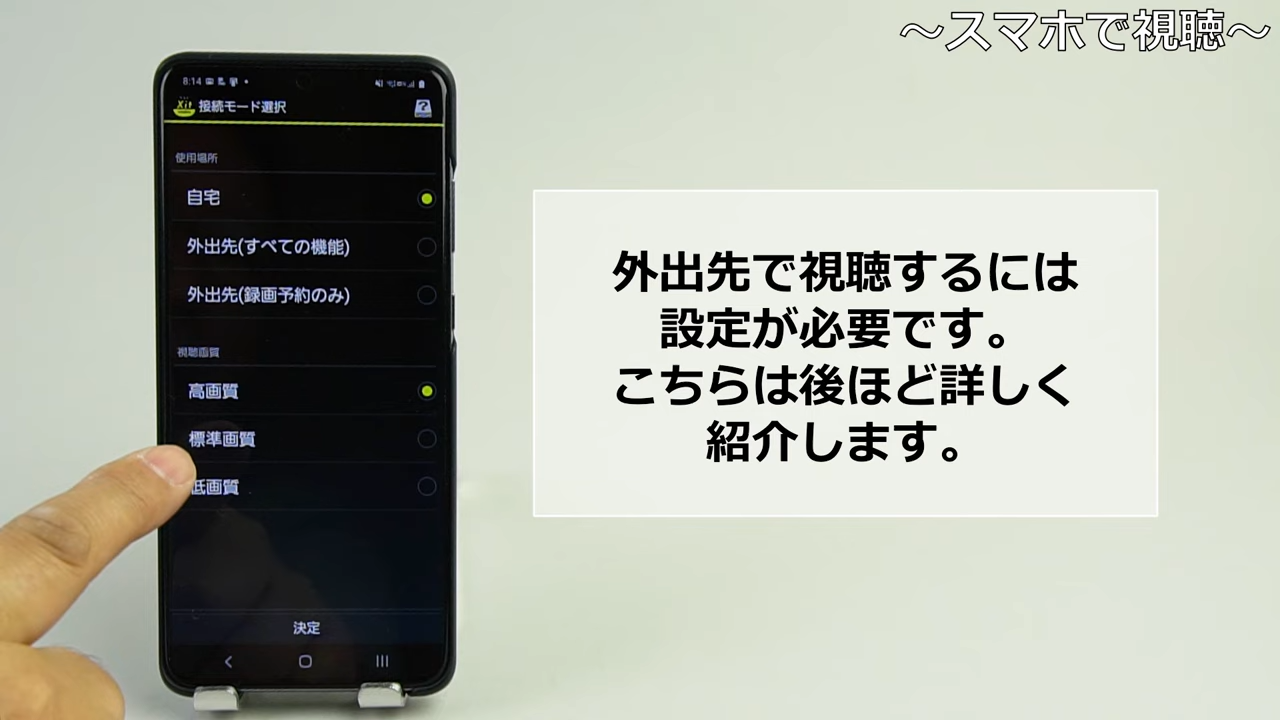 〜スマホで視聴〜
8:14
Xit
接続モード選択
使用場所
自宅
外出先(すべての機能)
外出先(録画予約のみ)
視聴画質
高画質
標準画質
低画質
決定
外出先で視聴するには
設定が必要です。
こちらは後ほど詳しく
紹介します。